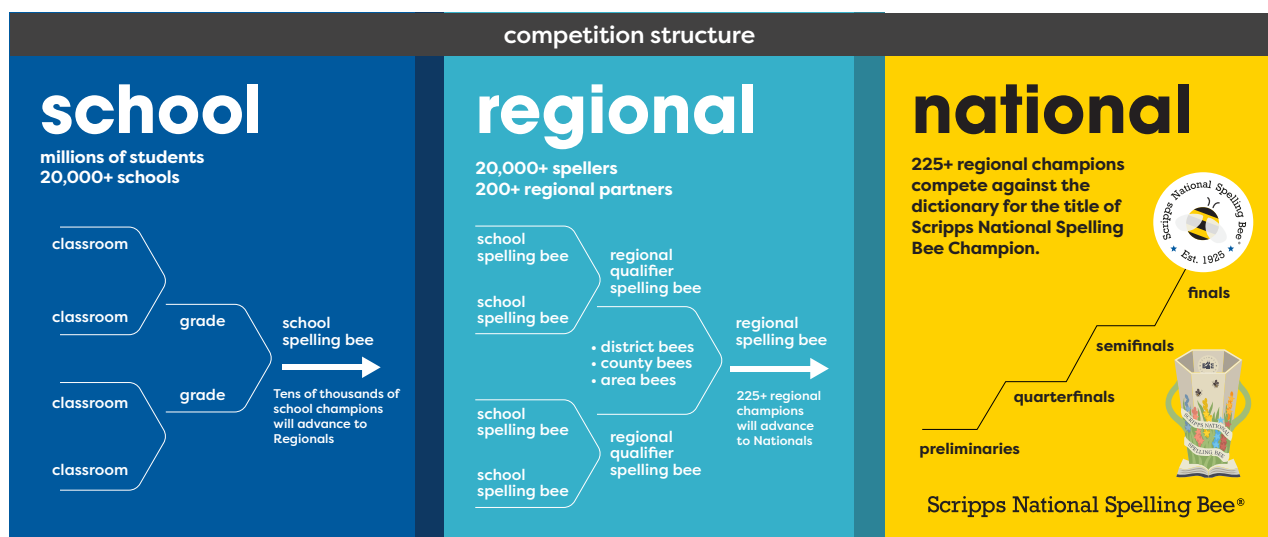 competition structure
school
millions of students
20,000+ schools
classroom
classroom
classroom
classroom
grade
grade
school
spelling bee
Tens of thousands of
school champions
will advance to
Regionals
regional
20,000+ spellers
200+ regional partners
school
spelling bee
school
spelling bee
school
spelling bee
school
spelling bee
regional
qualifier
spelling bee
• district bees
• county bees
• area bees
regional
qualifier
spelling bee
regional
spelling bee
225+ regional
champions
will advance
to Nationals
national
225+ regional champions
compete against the
dictionary for the title of
Scripps National Spelling
Bee Champion.
Scripps National Spelling Bee®
Est. 1925
finals
semifinals
quarterfinals
preliminaries
SCRIPPS NATIONAL
SPELLING BEE
Scripps National Spelling Bee®